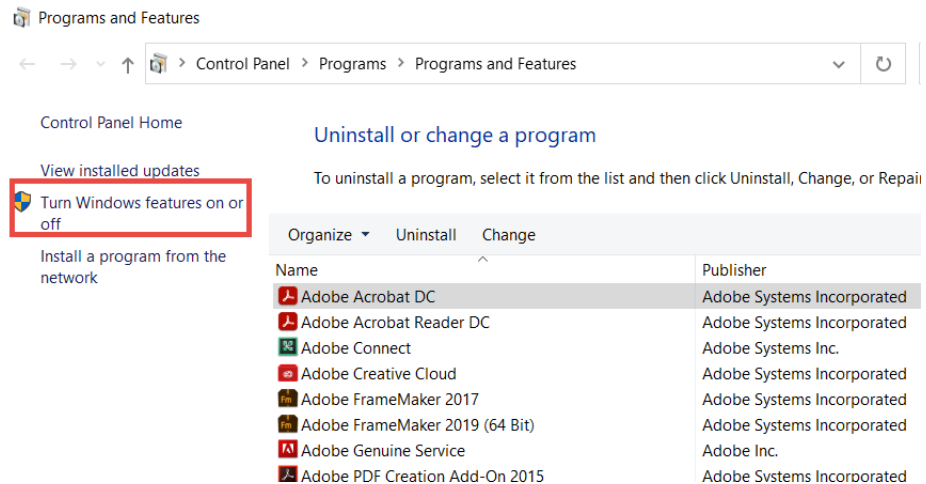 Programs and Features
Control Panel > Programs > Programs and Features
Control Panel Home
View installed updates
Turn Windows features on or
off
Install a program from the
network
Uninstall or change a program
To uninstall a program, select it from the list and then click Uninstall, Change, or Repai
Organize Uninstall Change
Name Publisher
Adobe Acrobat DC Adobe Systems Incorporated
Adobe Acrobat Reader DC Adobe Systems Incorporated
Adobe Connect Adobe Systems Inc.
Adobe Creative Cloud Adobe Systems Incorporated
Fm Adobe FrameMaker 2017 Adobe Systems Incorporated
Fm Adobe FrameMaker 2019 (64 Bit) Adobe Systems Incorporated
Adobe Genuine Service Adobe Inc.
Adobe PDF Creation Add-On 2015 Adobe Systems Incorporated